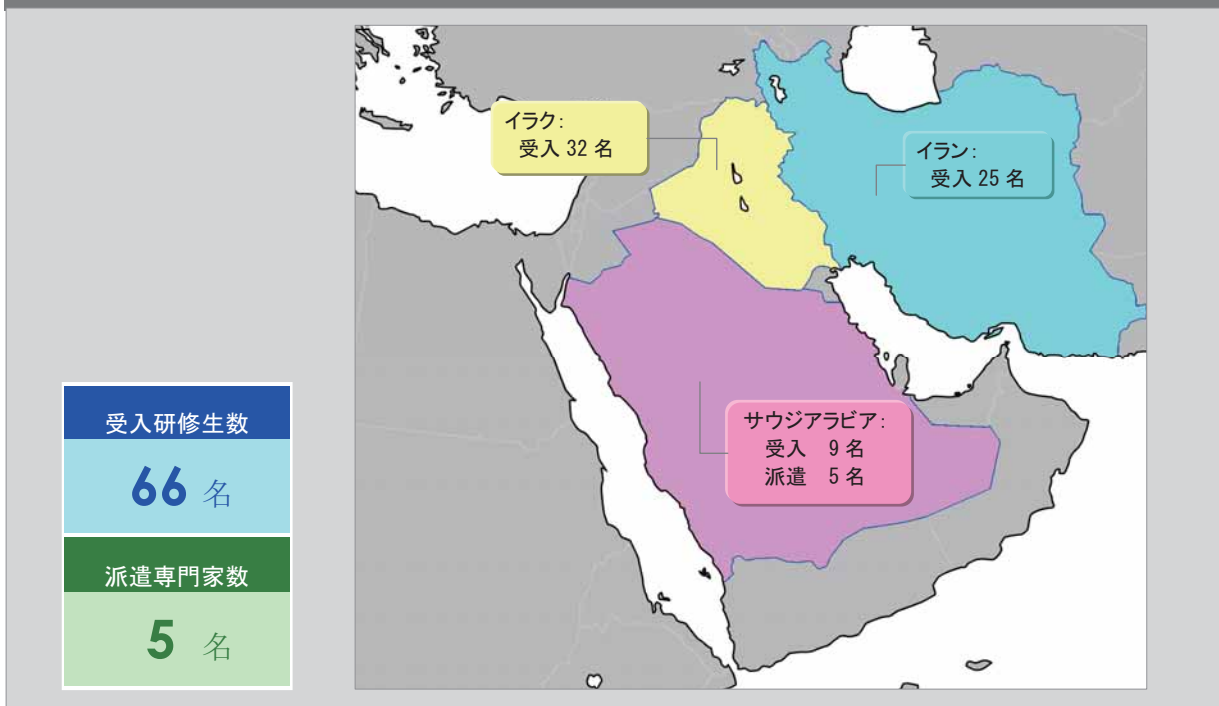 イラク：
受入 32 名
イラン：
受入 25 名
サウジアラビア：
受入 9 名
派遣 5 名
受入研修生数
66 名
派遣専門家数
5 名